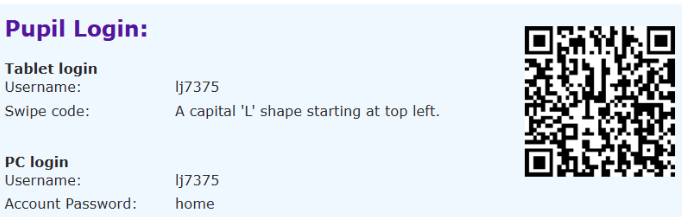 Pupil Login:
Tablet login
Username: lj7375
Swipe code: A capital 'L' shape starting at top left.
PC login
Username: lj7375
Account Password: home